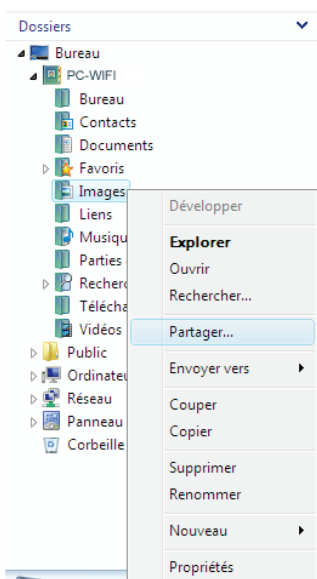 Dossiers
Bureau
PC-WIFI
Bureau
Contacts
Documents
Favoris
Images
Liens
Musiqu
Parties
Recherc
Télécha
Vidéos
Public
Ordinateu
Réseau
Panneau
Corbeille
Développer
Explorer
Ouvrir
Rechercher...
Partager...
Envoyer vers
Couper
Copier
Supprimer
Renommer
Nouveau
Propriétés